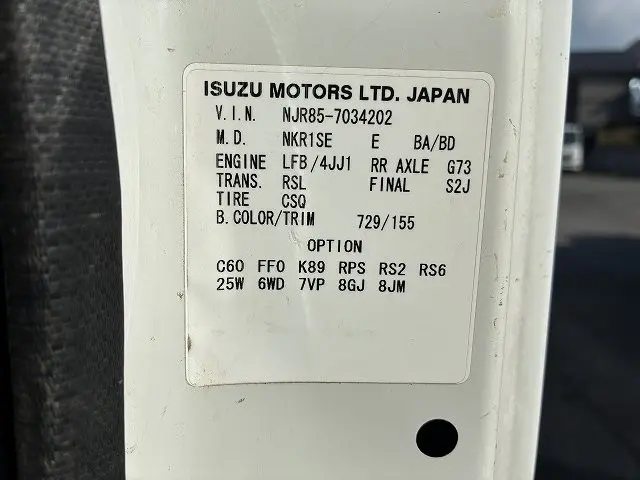 ISUZU MOTORS LTD. JAPAN
V.I.N. NJR85-7034202
M.D. NKR1SE E BA/BD
ENGINE LFB/4JJ1 RR AXLE G73
TRANS. RSL FINAL S2J
TIRE CSQ
B.COLOR/TRIM 729/155
OPTION
C60 FF0 K89 RPS RS2 RS6
25W 6WD 7VP 8GJ 8JM